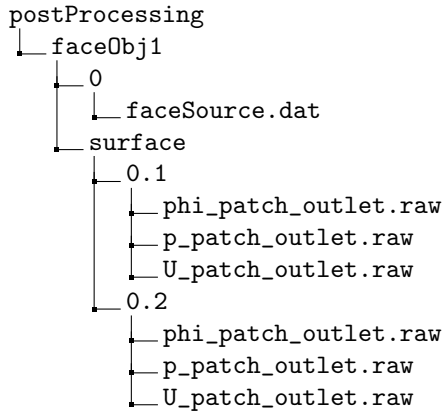 postProcessing
faceObj1
0
faceSource.dat
surface
0.1
phi_patch_outlet.raw
p_patch_outlet.raw
U_patch_outlet.raw
0.2
phi_patch_outlet.raw
p_patch_outlet.raw
U_patch_outlet.raw